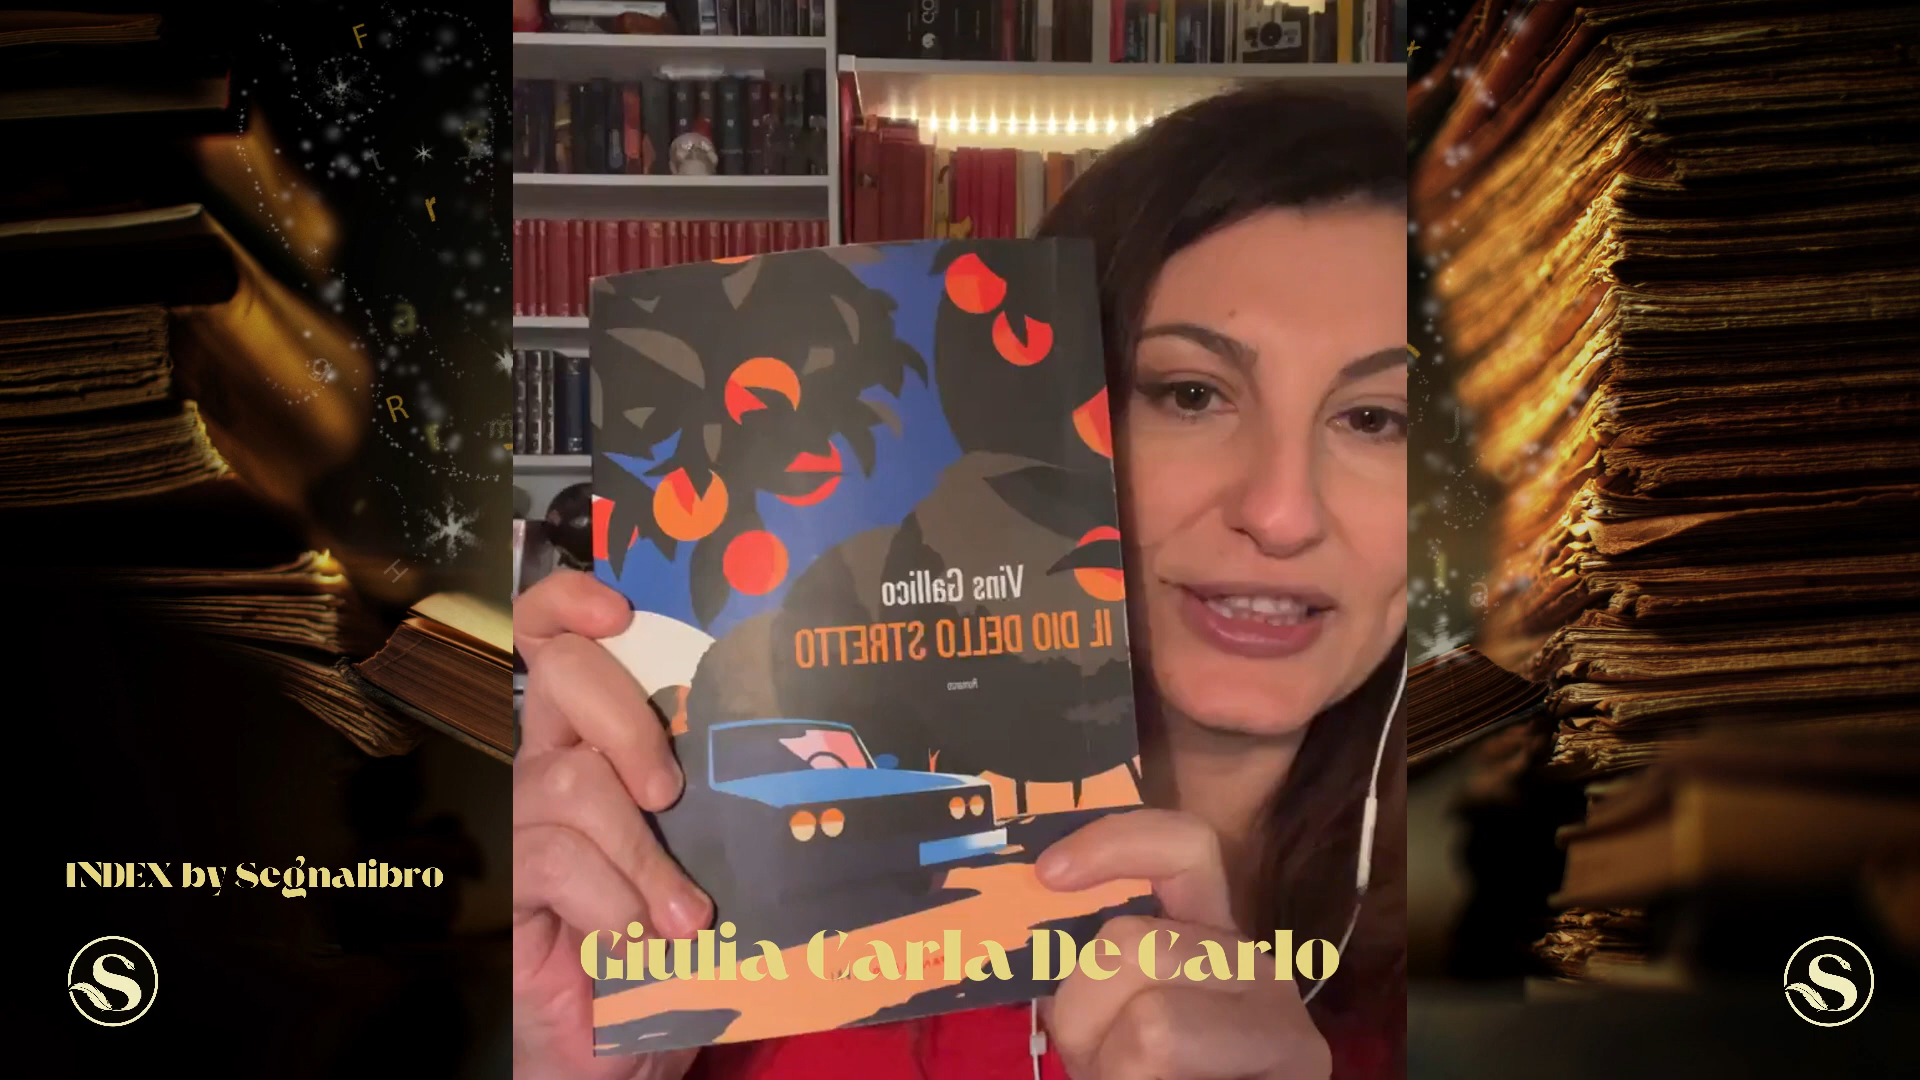 F
r
a
R
H
Vins Gallico
IL DIO DELLO STRETTO
Romanzo
INDEX by Segnalibro
Giulia Carla De Carlo
S
S